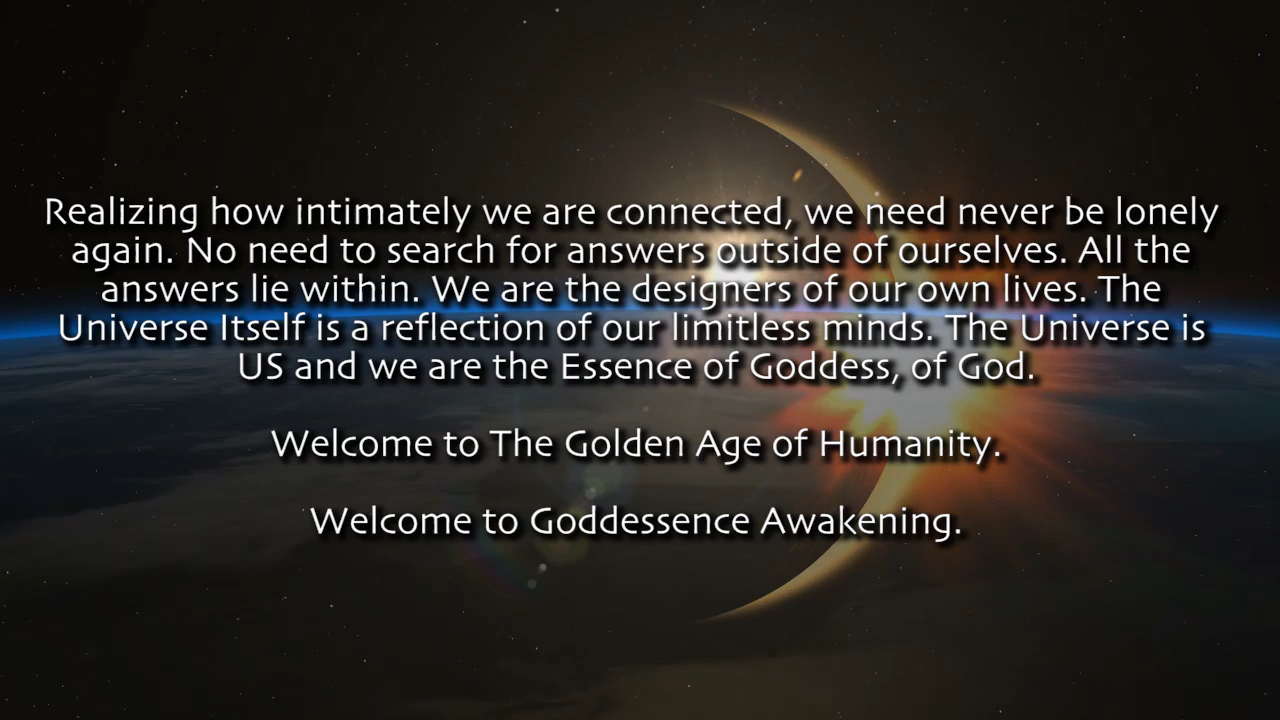 Realizing how intimately we are connected, we need never be lonely
again. No need to search for answers outside of ourselves. All the
answers lie within. We are the designers of our own lives. The
Universe Itself is a reflection of our limitless minds. The Universe is
US and we are the Essence of Goddess, of God.
Welcome to The Golden Age of Humanity.
Welcome to Goddessence Awakening.